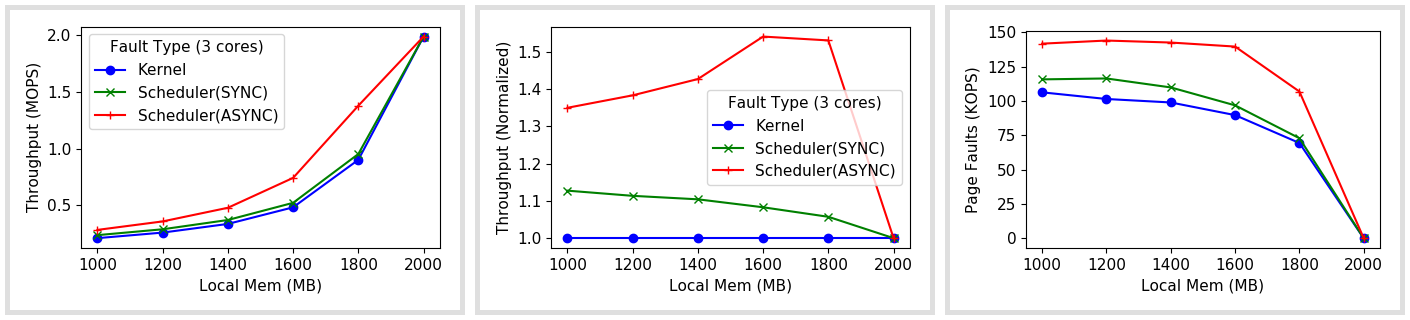 Throughput (MOPS)
2.0
1.5
1.0
0.5
Fault Type (3 cores)
Kernel
Scheduler(SYNC)
Scheduler(ASYNC)
1000 1200 1400 1600 1800 2000
Local Mem (MB)
Throughput (Normalized)
1.5
1.4
1.3
1.2
1.1
1.0
Fault Type (3 cores)
Kernel
Scheduler(SYNC)
Scheduler(ASYNC)
1000 1200 1400 1600 1800 2000
Local Mem (MB)
Page Faults (KOPS)
150
125
100
75
50
25
0
1000 1200 1400 1600 1800 2000
Local Mem (MB)